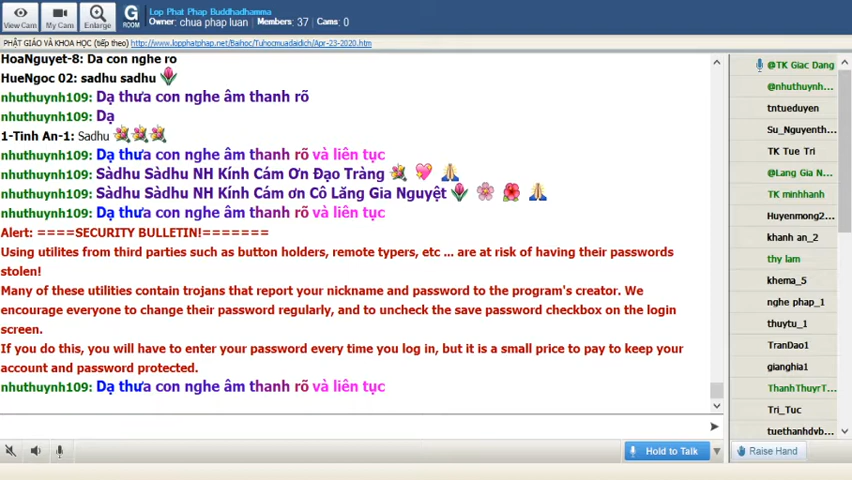 View Cam
My Cam
Enlarge
G
ROOM
Lop Phat Phap Buddhadhamma
Owner: chua phap luan / Members: 37 / Cams: 0
PHẬT GIÁO VÀ KHOA HỌC (tiếp theo) http://www.lopphatphap.net/Baihoc/Tuhocmuadaidich/Apr-23-2020.htm
HoaNguyet-8: Da con nghe ro
HueNgoc 02: sadhu sadhu
nhuthuynh109: Dạ thưa con nghe âm thanh rõ
nhuthuynh109: Dạ
1-Tinh An-1: Sadhu
nhuthuynh109: Dạ thưa con nghe âm thanh rõ và liên tục
nhuthuynh109: Sàdhu Sàdhu NH Kính Cám Ơn Đạo Tràng
nhuthuynh109: Sàdhu Sàdhu NH Kính Cám ơn Cô Lăng Gia Nguyệt
nhuthuynh109: Dạ thưa con nghe âm thanh rõ và liên tục
Alert: ====SECURITY BULLETIN!=======
Using utilites from third parties such as button holders, remote typers, etc ... are at risk of having their passwords
stolen!
Many of these utilities contain trojans that report your nickname and password to the program's creator. We
encourage everyone to change their password regularly, and to uncheck the save password checkbox on the login
screen.
If you do this, you will have to enter your password every time you log in, but it is a small price to pay to keep your
account and password protected.
nhuthuynh109: Dạ thưa con nghe âm thanh rõ và liên tục
@TK Giac Dang
@nhuthuynh...
tntueduyen
Su_Nguyenth...
TK Tue Tri
@Lang Gia N...
TK minhhanh
Huyenmong2...
khanh an_2
thy lam
khema_5
nghe phap_1
thuytu_1
TranDao1
gianghia1
ThanhThuyrT...
Tri_Tuc
tuethanhdvb...
Hold to Talk
Raise Hand